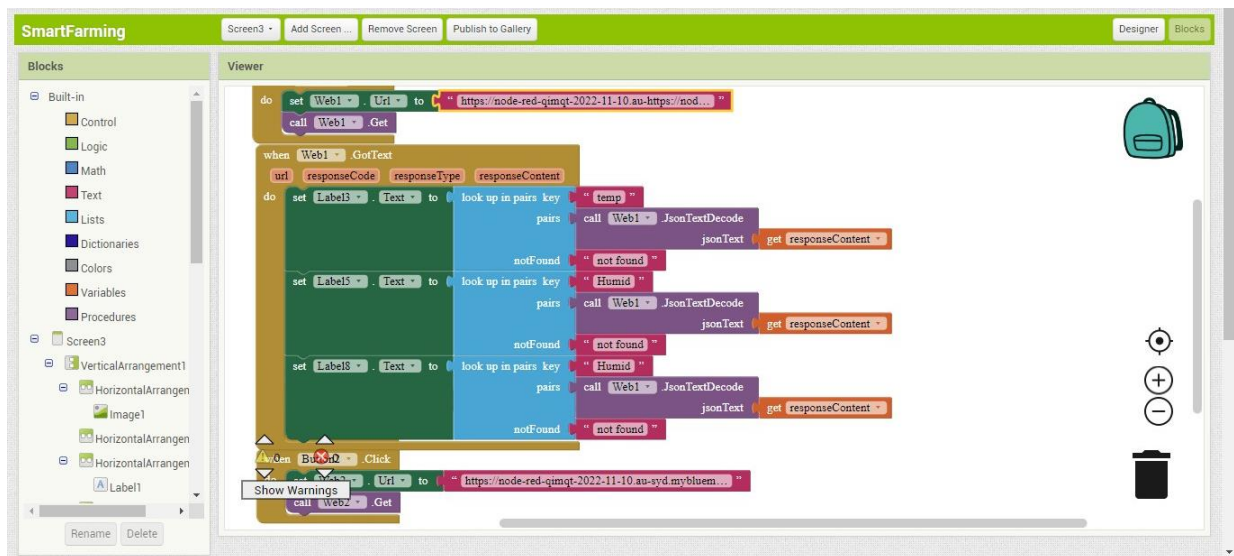 SmartFarming
Screen3
Add Screen ...
Remove Screen
Publish to Gallery
Designer
Blocks
Blocks
Built-in
Control
Logic
Math
Text
Lists
Dictionaries
Colors
Variables
Procedures
Screen3
VerticalArrangement1
HorizontalArrangen
Image1
HorizontalArrangen
HorizontalArrangen
Label1
Rename
Delete
Viewer
do set Web1 . Url to " https://node-red-qimqt-2022-11-10.au-https://nod... "
call Web1 .Get
when Web1 .GotText
url responseCode responseType responseContent
do set Label3 . Text to look up in pairs key " temp "
pairs call Web1 .JsonTextDecode
jsonText get responseContent
notFound " not found "
set Label5 . Text to look up in pairs key " Humid "
pairs call Web1 .JsonTextDecode
jsonText get responseContent
notFound " not found "
set Label8 . Text to look up in pairs key " Humid "
pairs call Web1 .JsonTextDecode
jsonText get responseContent
notFound " not found "
when Button2 .Click
0 0
set Web2 . Url to " https://node-red-qimqt-2022-11-10.au-syd.mybluem... "
Show Warnings
call Web2 .Get